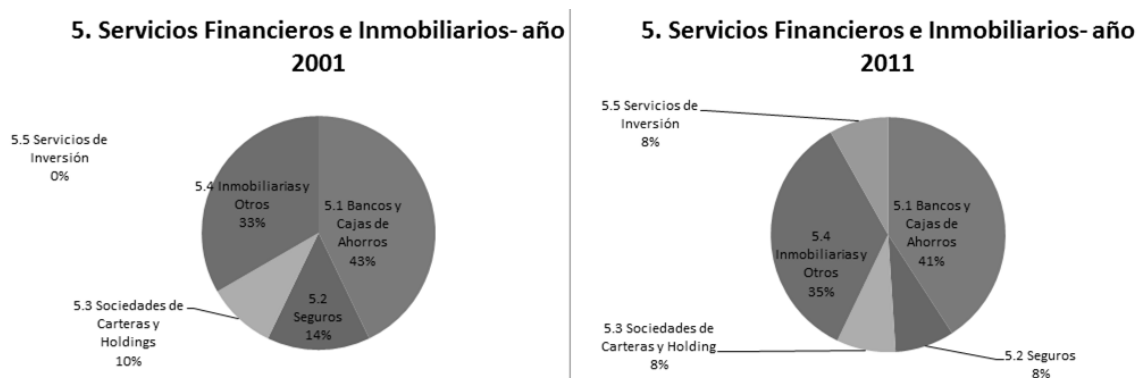 5. Servicios Financieros e Inmobiliarios- año
2001
5.5 Servicios de
Inversión
0%
5.4 Inmobiliarias y
Otros
33%
5.1 Bancos y
Cajas de
Ahorros
43%
5.3 Sociedades de
Carteras y
Holdings
10%
5.2
Seguros
14%
5. Servicios Financieros e Inmobiliarios- año
2011
5.5 Servicios de
Inversión
8%
5.1 Bancos y
Cajas de
Ahorros
41%
5.4
Inmobiliarias y
Otros
35%
5.3 Sociedades de
Carteras y Holding
8%
5.2 Seguros
8%